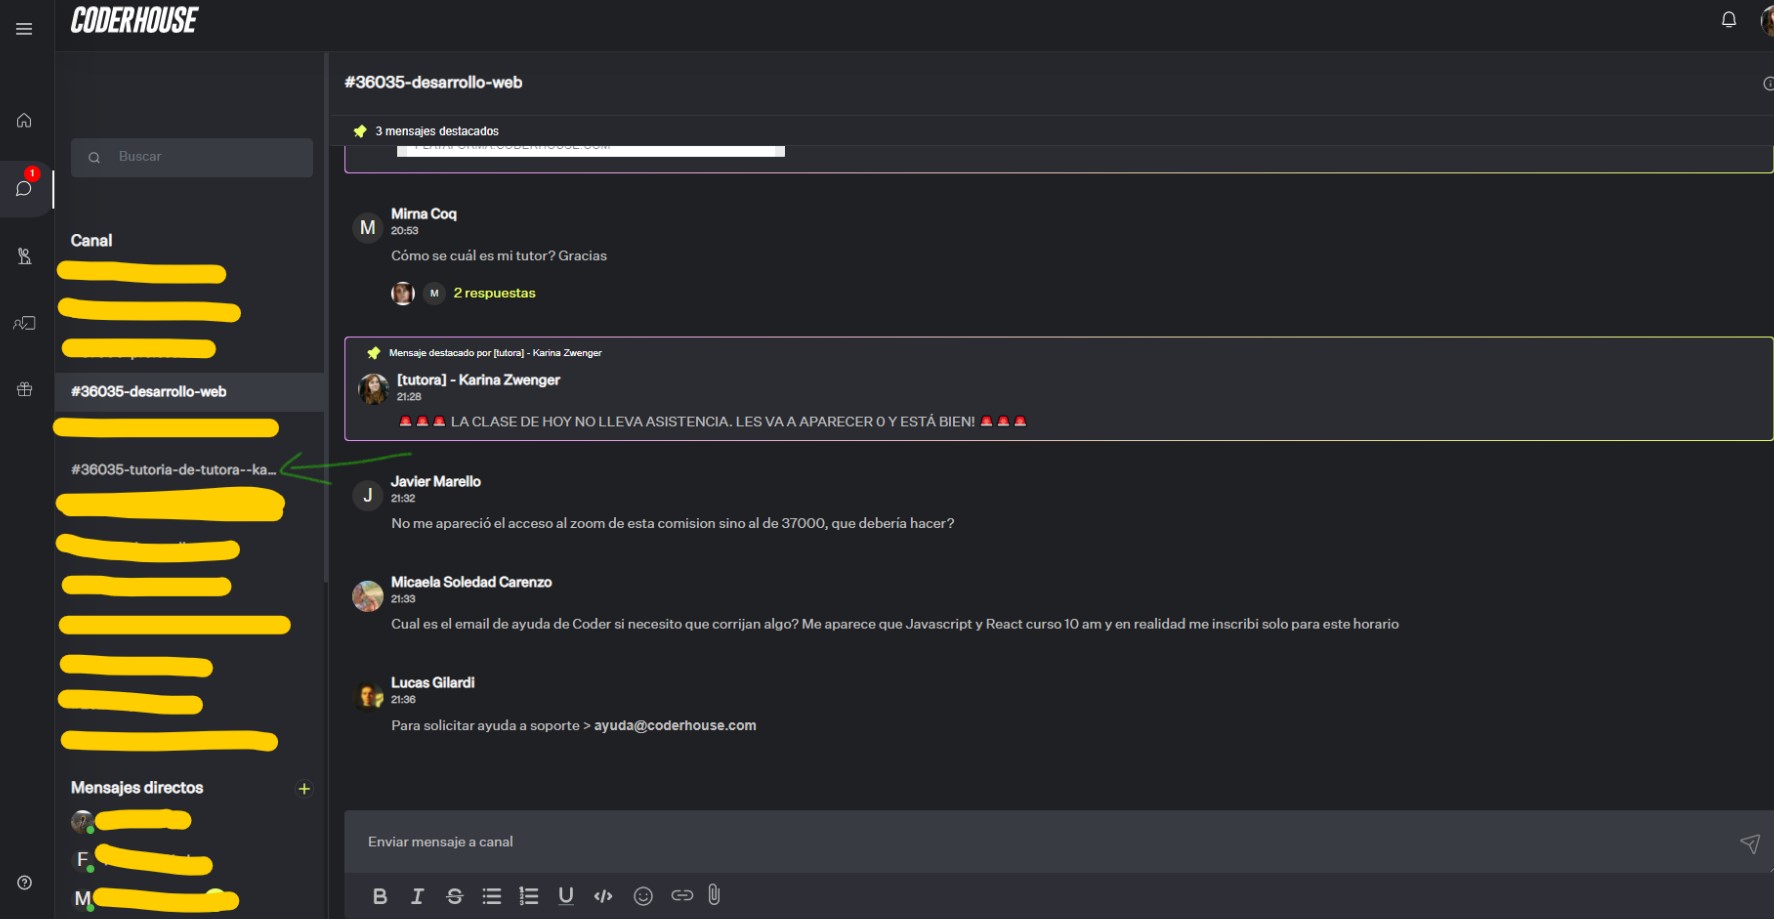 CODERHOUSE
1
Buscar
Canal
#36035-desarrollo-web
#36035-tutoria-de-tutora--ka...
Mensajes directos
+
F
M
#36035-desarrollo-web
3 mensajes destacados
PLATAFORMA.CODERHOUSE.COM
M
Mirna Coq
20:53
Cómo se cuál es mi tutor? Gracias
M
2 respuestas
Mensaje destacado por [tutora] - Karina Zwenger
[tutora] - Karina Zwenger
21:28
🚨🚨🚨 LA CLASE DE HOY NO LLEVA ASISTENCIA. LES VA A APARECER 0 Y ESTÁ BIEN! 🚨🚨🚨
J
Javier Marello
21:32
No me apareció el acceso al zoom de esta comision sino al de 37000, que debería hacer?
Micaela Soledad Carenzo
21:33
Cual es el email de ayuda de Coder si necesito que corrijan algo? Me aparece que Javascript y React curso 10 am y en realidad me inscribi solo para este horario
Lucas Gilardi
21:36
Para solicitar ayuda a soporte > ayuda@coderhouse.com
Enviar mensaje a canal
B I S U </>